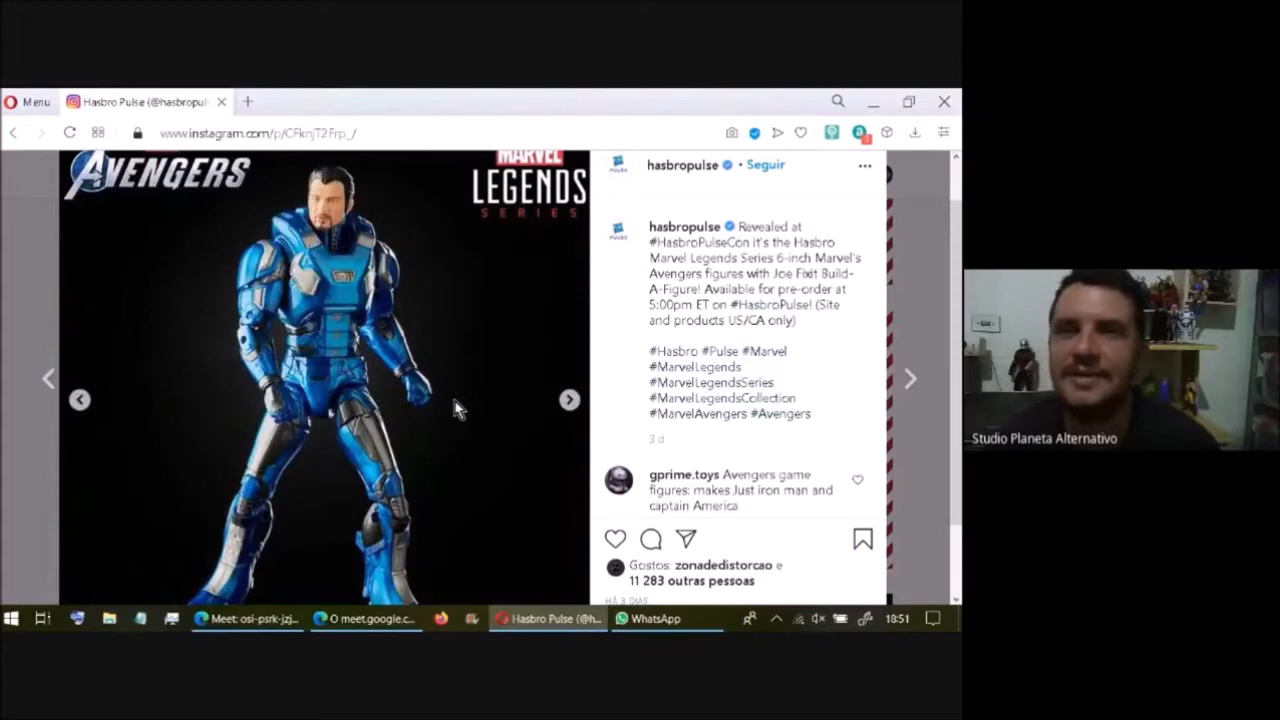 Menu
Hasbro Pulse (@hasbropul
www.instagram.com/p/CFknjT2Frp_/
AVENGERS
MARVEL
LEGENDS
SERIES
hasbropulse • Seguir
hasbropulse Revealed at
#HasbroPulseCon it's the Hasbro
Marvel Legends Series 6-inch Marvel's
Avengers figures with Joe Fixit Build-
A-Figure! Available for pre-order at
5:00pm ET on #HasbroPulse! (Site
and products US/CA only)
#Hasbro #Pulse #Marvel
#MarvelLegends
#MarvelLegendsSeries
#MarvelLegendsCollection
#MarvelAvengers #Avengers
3 d
gprime.toys Avengers game
figures: makes Just iron man and
captain America
Gostos: zonadedistorcao e
11 283 outras pessoas
HÁ 3 DIAS
Studio Planeta Alternativo
Meet: osi-psrk-jzj...
O meet.google.c...
Hasbro Pulse (@h...
WhatsApp
18:51